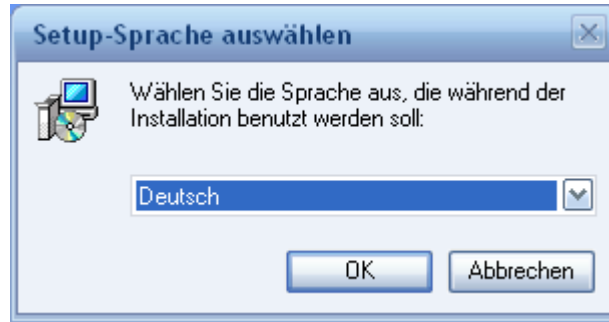 Setup-Sprache auswählen
Wählen Sie die Sprache aus, die während der
Installation benutzt werden soll:
Deutsch
OK
Abbrechen